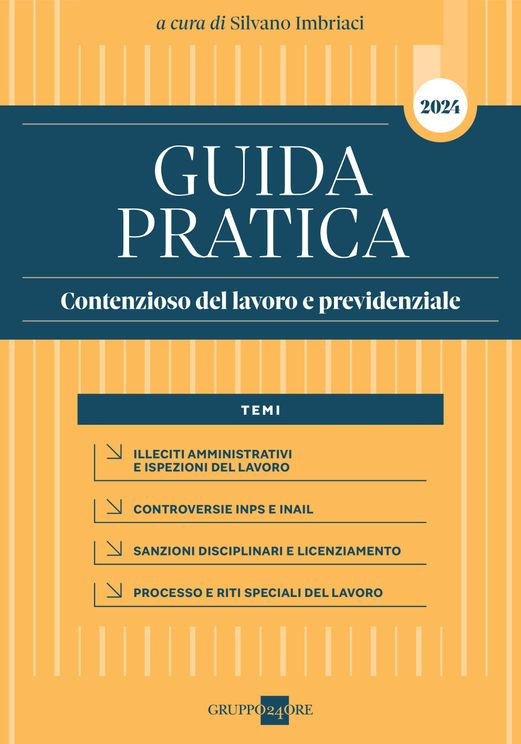 a cura di Silvano Imbriaci
2024
GUIDA
PRATICA
Contenzioso del lavoro e previdenziale
TEMI
ILLECITI AMMINISTRATIVI
E ISPEZIONI DEL LAVORO
CONTROVERSIE INPS E INAIL
SANZIONI DISCIPLINARI E LICENZIAMENTO
PROCESSO E RITI SPECIALI DEL LAVORO
GRUPPO24ORE